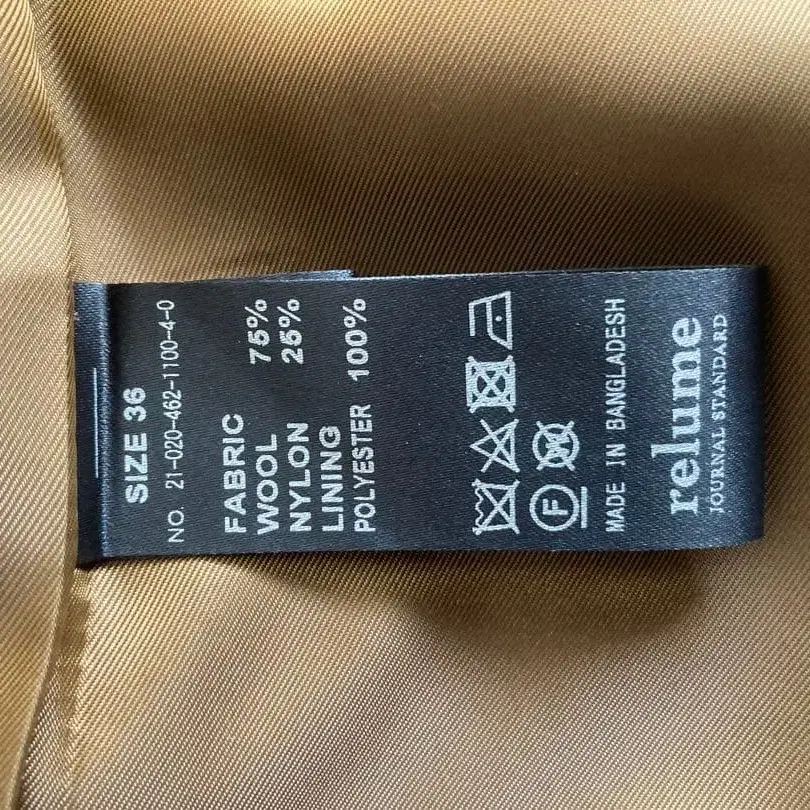 SIZE 36
NO. 21-020-462-1100-4-0
FABRIC
WOOL 75%
NYLON 25%
LINING
POLYESTER 100%
F
MADE IN BANGLADESH
relume
JOURNAL STANDARD